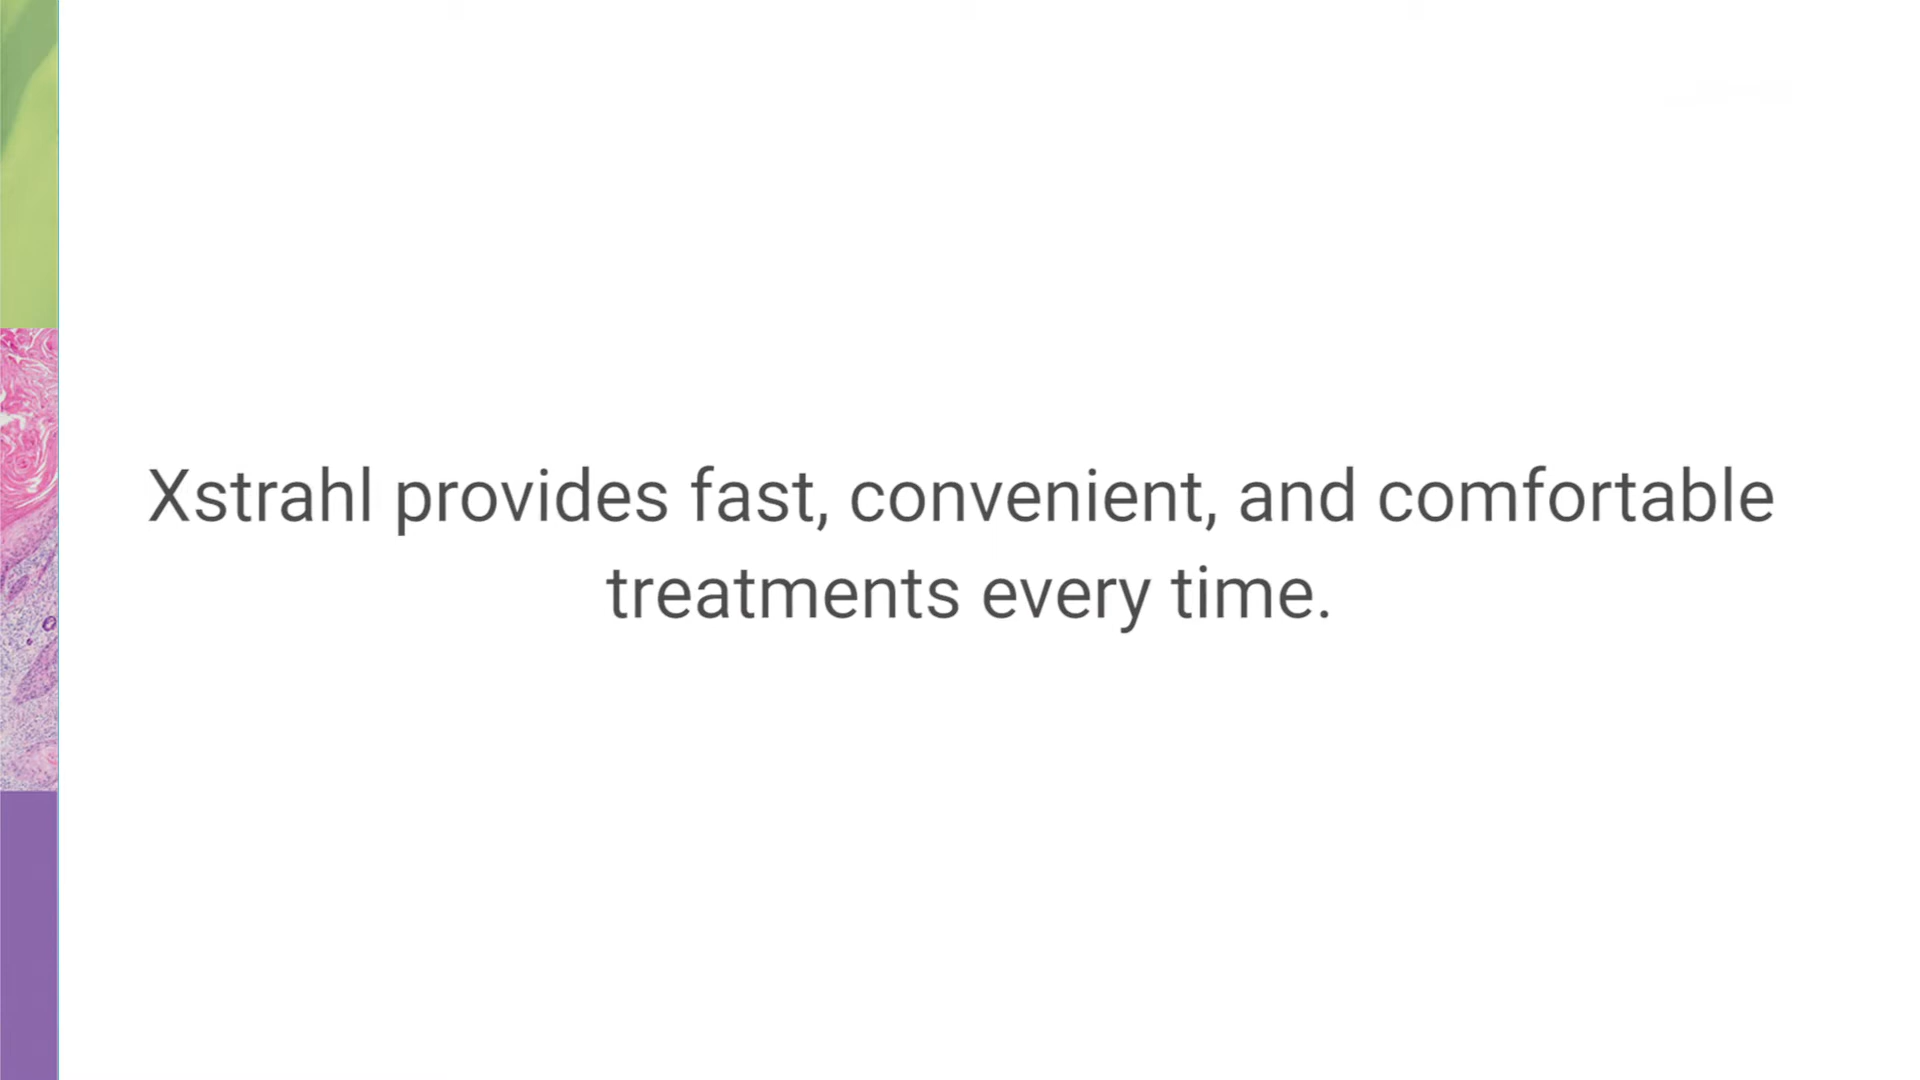 Xstrahl provides fast, convenient, and comfortable
treatments every time.